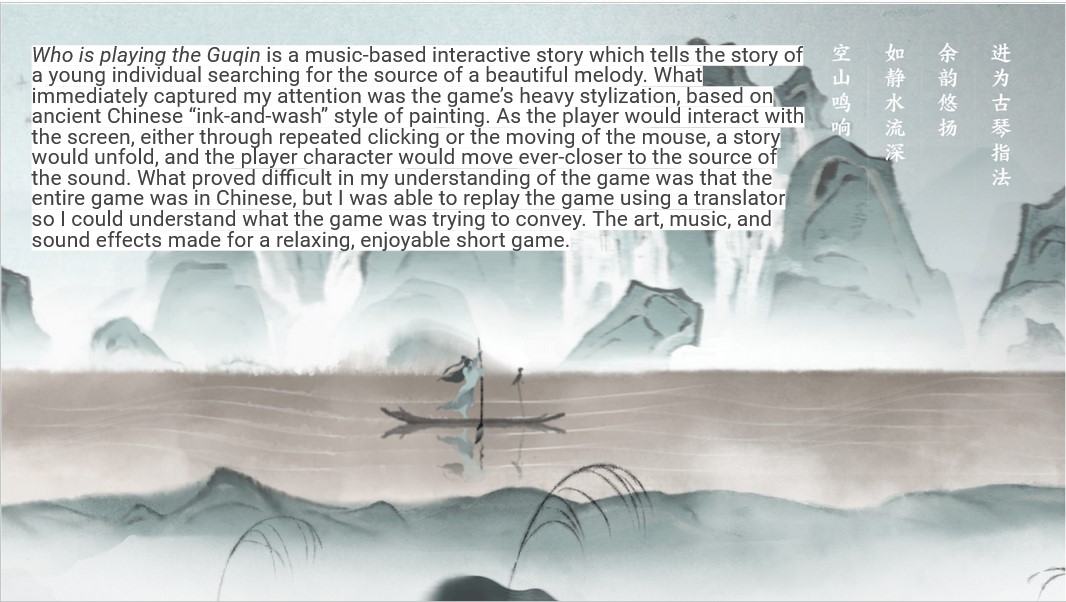 Who is playing the Guqin is a music-based interactive story which tells the story of
a young individual searching for the source of a beautiful melody. What
immediately captured my attention was the game’s heavy stylization, based on
ancient Chinese “ink-and-wash” style of painting. As the player would interact with
the screen, either through repeated clicking or the moving of the mouse, a story
would unfold, and the player character would move ever-closer to the source of
the sound. What proved difficult in my understanding of the game was that the
entire game was in Chinese, but I was able to replay the game using a translator
so I could understand what the game was trying to convey. The art, music, and
sound effects made for a relaxing, enjoyable short game.
进为古琴指法
余韵悠扬
如静水流深
空山鸣响